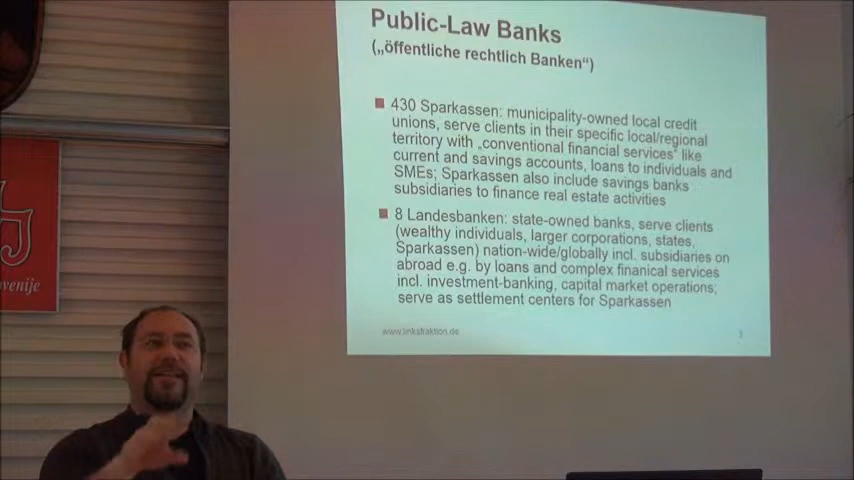 Public-Law Banks
(„öffentliche rechtlich Banken“)
430 Sparkassen: municipality-owned local credit
unions, serve clients in their specific local/regional
territory with „conventional financial services“ like
current and savings accounts, loans to individuals and
SMEs; Sparkassen also include savings banks
subsidiaries to finance real estate activities
8 Landesbanken: state-owned banks, serve clients
(wealthy individuals, larger corporations, states,
Sparkassen) nation-wide/globally incl. subsidiaries on
abroad e.g. by loans and complex financial services
incl. investment-banking, capital market operations;
serve as settlement centers for Sparkassen
www.linksfraktion.de